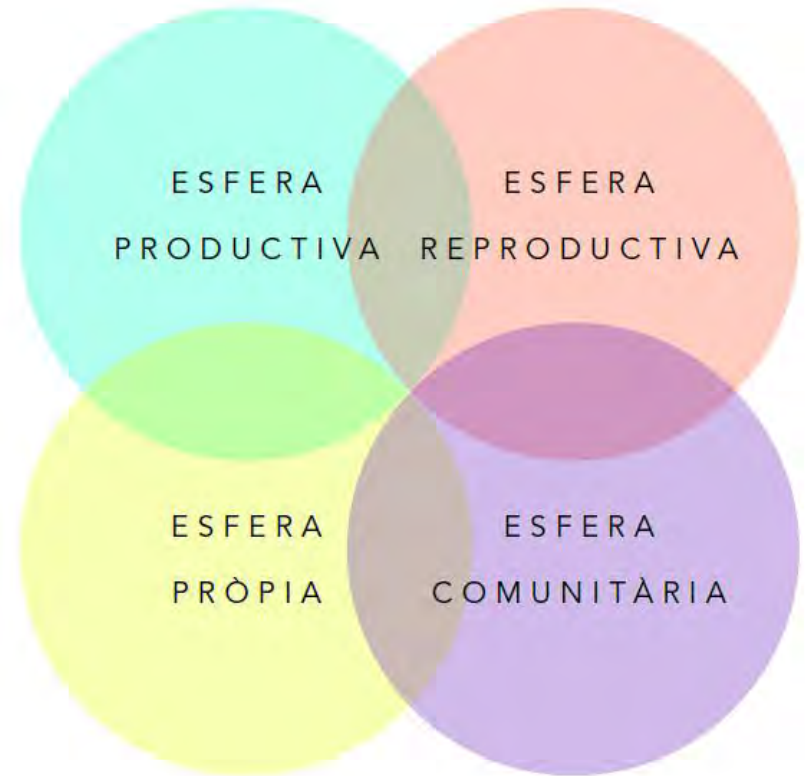 ESFERA
PRODUCTIVA
ESFERA
REPRODUCTIVA
ESFERA
PRÒPIA
ESFERA
COMUNITÀRIA